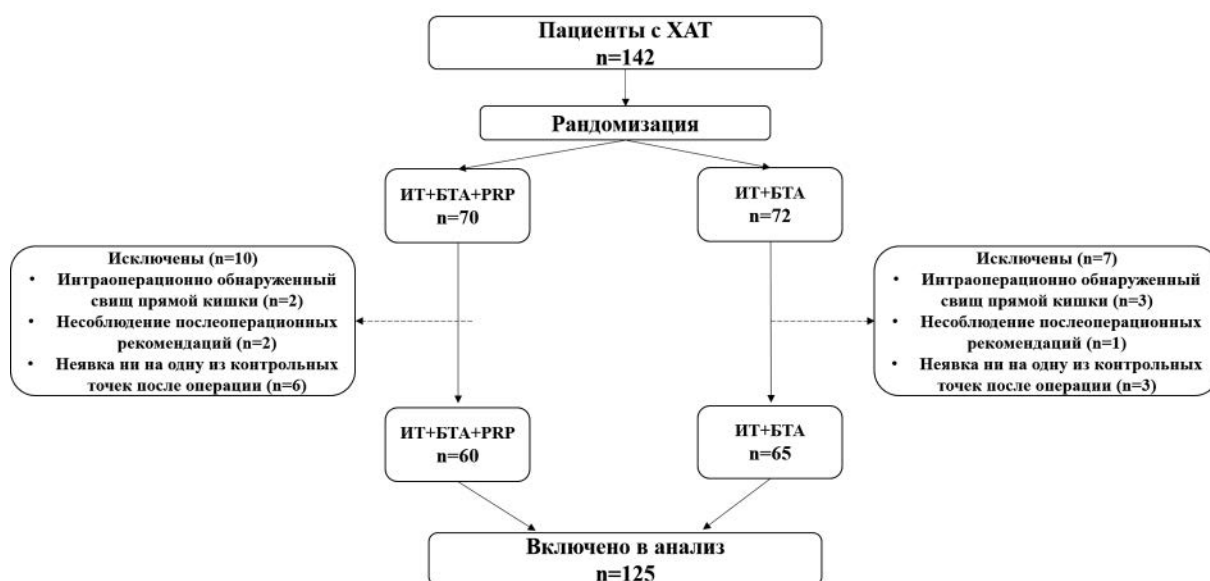 Пациенты с ХАТ
n=142
Рандомизация
ИТ+БТА+PRP
n=70
ИТ+БТА
n=72
Исключены (n=10)
• Интраоперационно обнаруженный
свищ прямой кишки (n=2)
• Несоблюдение послеоперационных
рекомендаций (n=2)
• Неявка ни на одну из контрольных
точек после операции (n=6)
Исключены (n=7)
• Интраоперационно обнаруженный
свищ прямой кишки (n=3)
• Несоблюдение послеоперационных
рекомендаций (n=1)
• Неявка ни на одну из контрольных
точек после операции (n=3)
ИТ+БТА+PRP
n=60
ИТ+БТА
n=65
Включено в анализ
n=125